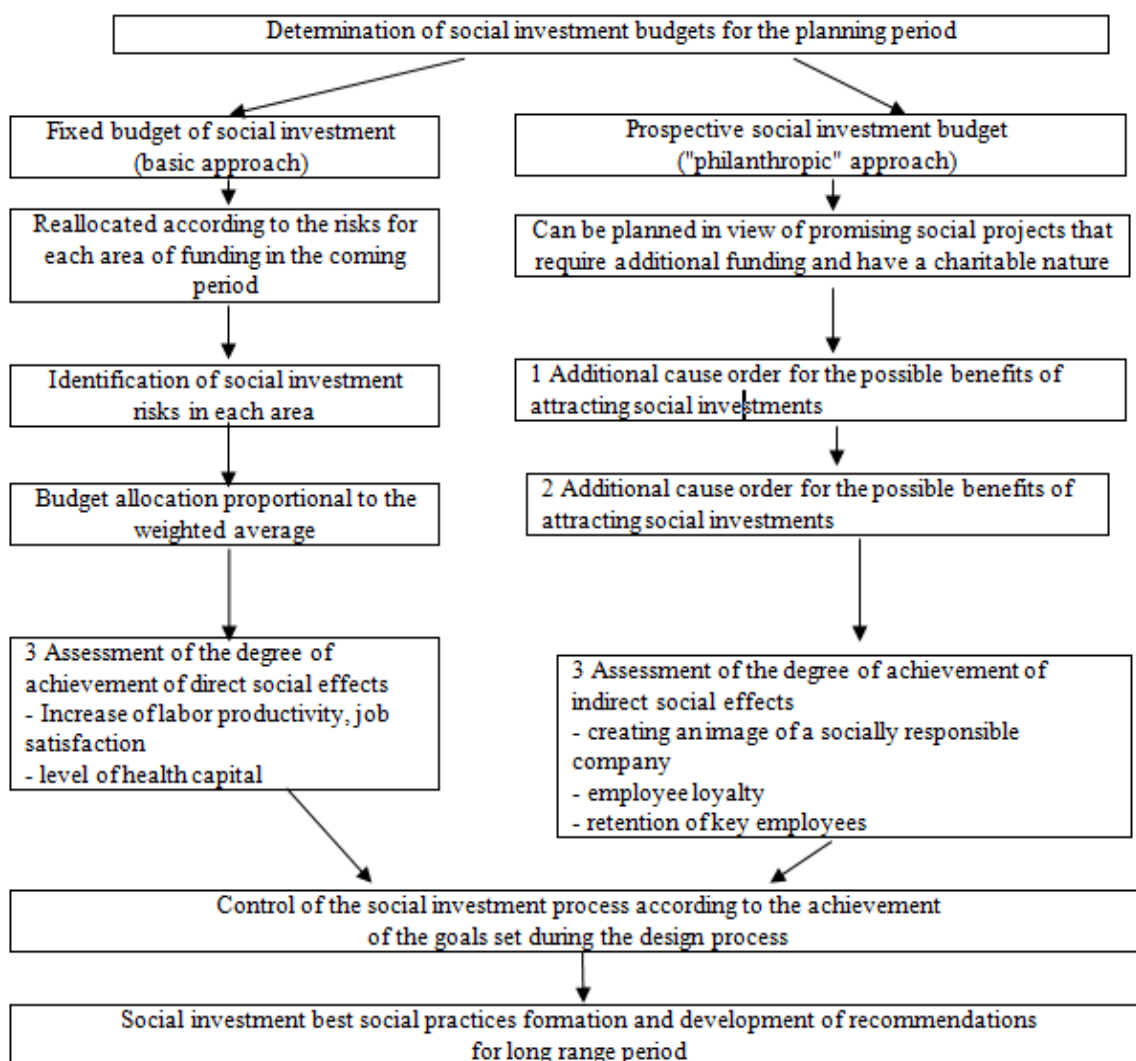 Determination of social investment budgets for the planning period
Fixed budget of social investment
(basic approach)
Prospective social investment budget
("philanthropic" approach)
Reallocated according to the risks for
each area of funding in the coming
period
Can be planned in view of promising social projects that
require additional funding and have a charitable nature
Identification of social investment
risks in each area
1 Additional cause order for the possible benefits of
attracting social investments
Budget allocation proportional to the
weighted average
2 Additional cause order for the possible benefits of
attracting social investments
3 Assessment of the degree of
achievement of direct social effects
- Increase of labor productivity, job
satisfaction
- level of health capital
3 Assessment of the degree of achievement of
indirect social effects
- creating an image of a socially responsible
company
- employee loyalty
- retention of key employees
Control of the social investment process according to the achievement
of the goals set during the design process
Social investment best social practices formation and development of recommendations
for long range period